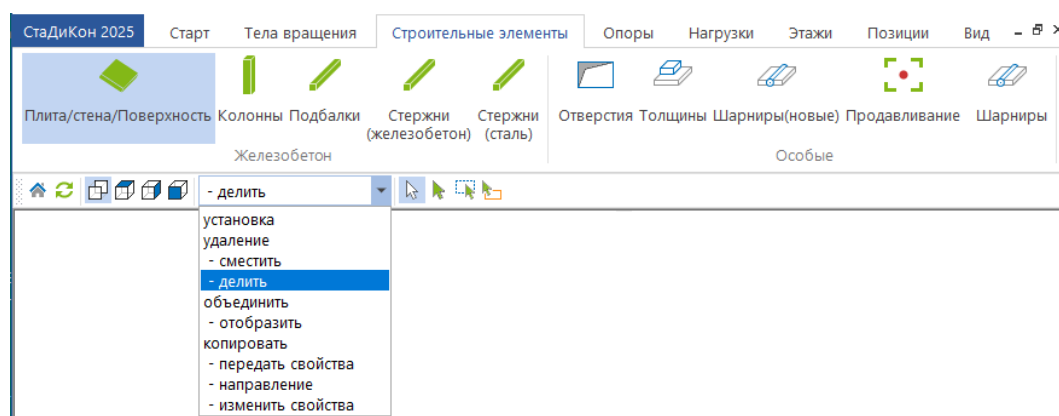 СтаДиКон 2025 Старт Тела вращения Строительные элементы Опоры Нагрузки Этажи Позиции Вид
Плита/стена/Поверхность Колонны Подбалки Стержни Стержни Отверстия Толщины Шарниры(новые) Продавливание Шарниры
(железобетон) (сталь)
Железобетон Особые
- делить
установка
удаление
- сместить
- делить
объединить
- отобразить
копировать
- передать свойства
- направление
- изменить свойства